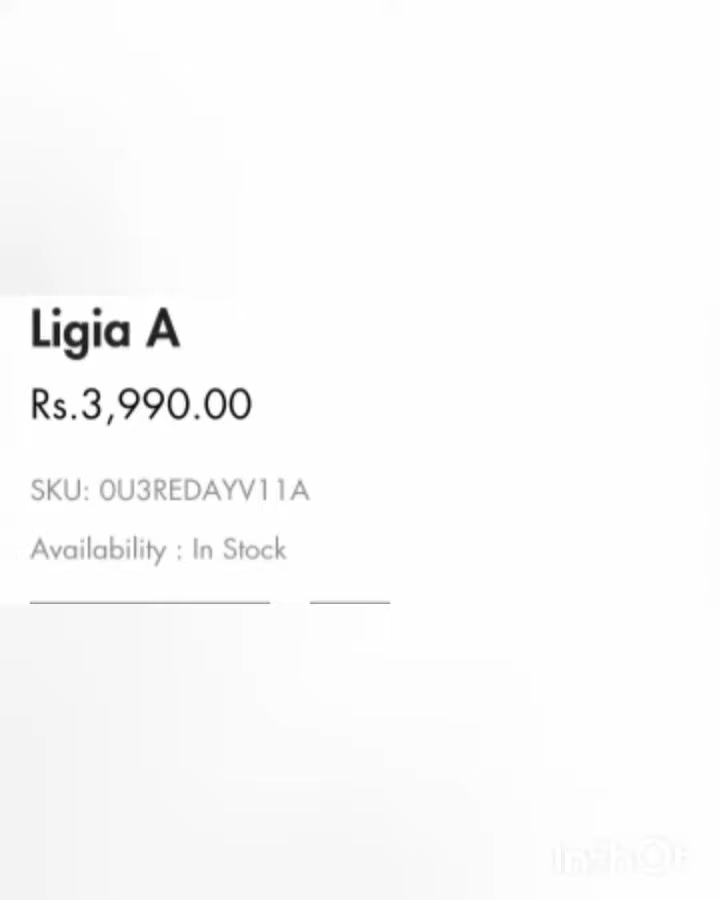 Ligia A
Rs.3,990.00
SKU: 0U3REDAYV11A
Availability : In Stock
InShOt